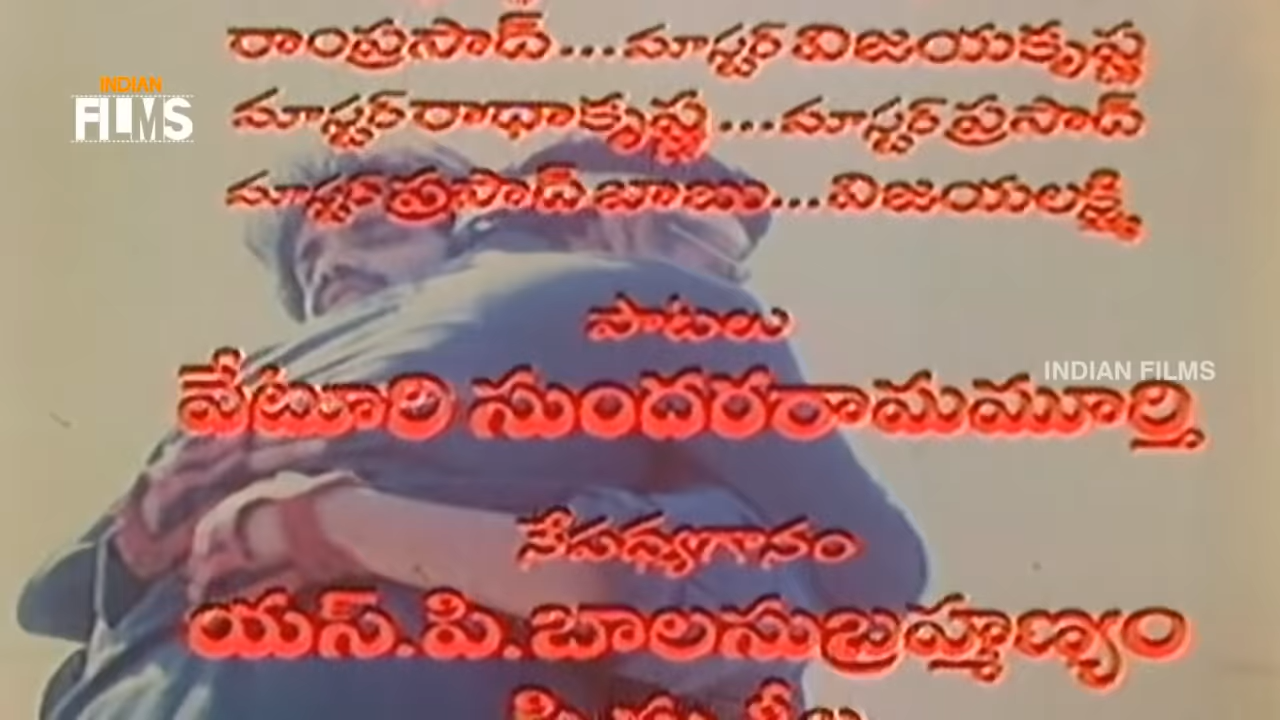 రాంప్రసాద్...మాస్టర్ విజయకృష్ణ
INDIAN
FILMS
మాస్టర్ రాధాకృష్ణ...మాస్టర్ ప్రసాద్
మాస్టర్ ప్రసాద్ బాబు...విజయలక్ష్మి
పాటలు
INDIAN FILMS
వేటూరి సుందరరామమూర్తి
నేపధ్యగానం
యస్.పి.బాలసుబ్రహ్మణ్యం